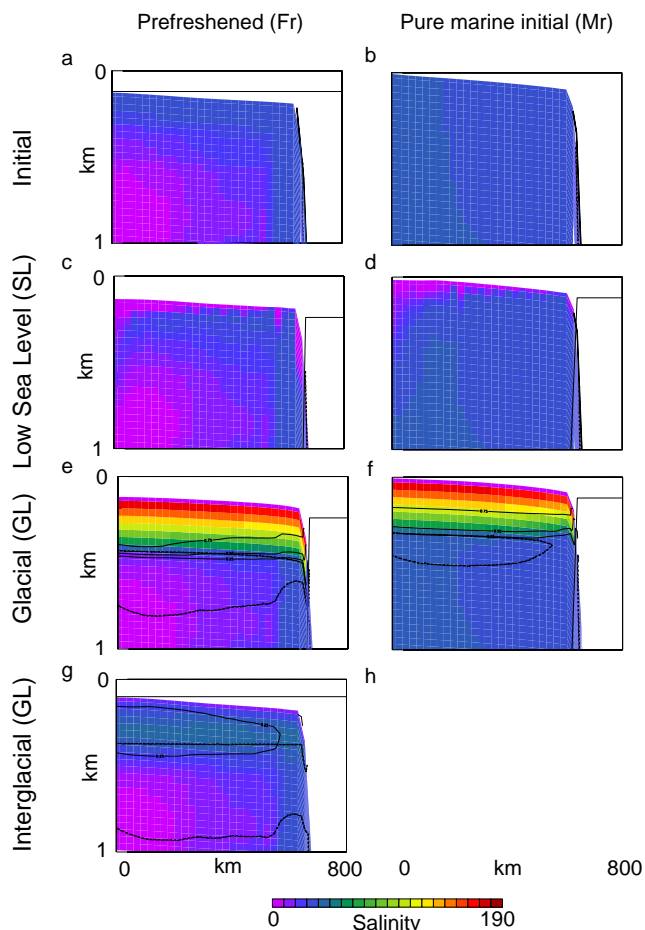 Prefreshened (Fr)
Pure marine initial (Mr)
a
b
0
km
1
Initial
c
d
0
km
1
Low Sea Level (SL)
e
f
0
km
1
Glacial (GL)
g
h
0
km
1
Interglacial (GL)
0 km 800
0 km 800
0 Salinity 190